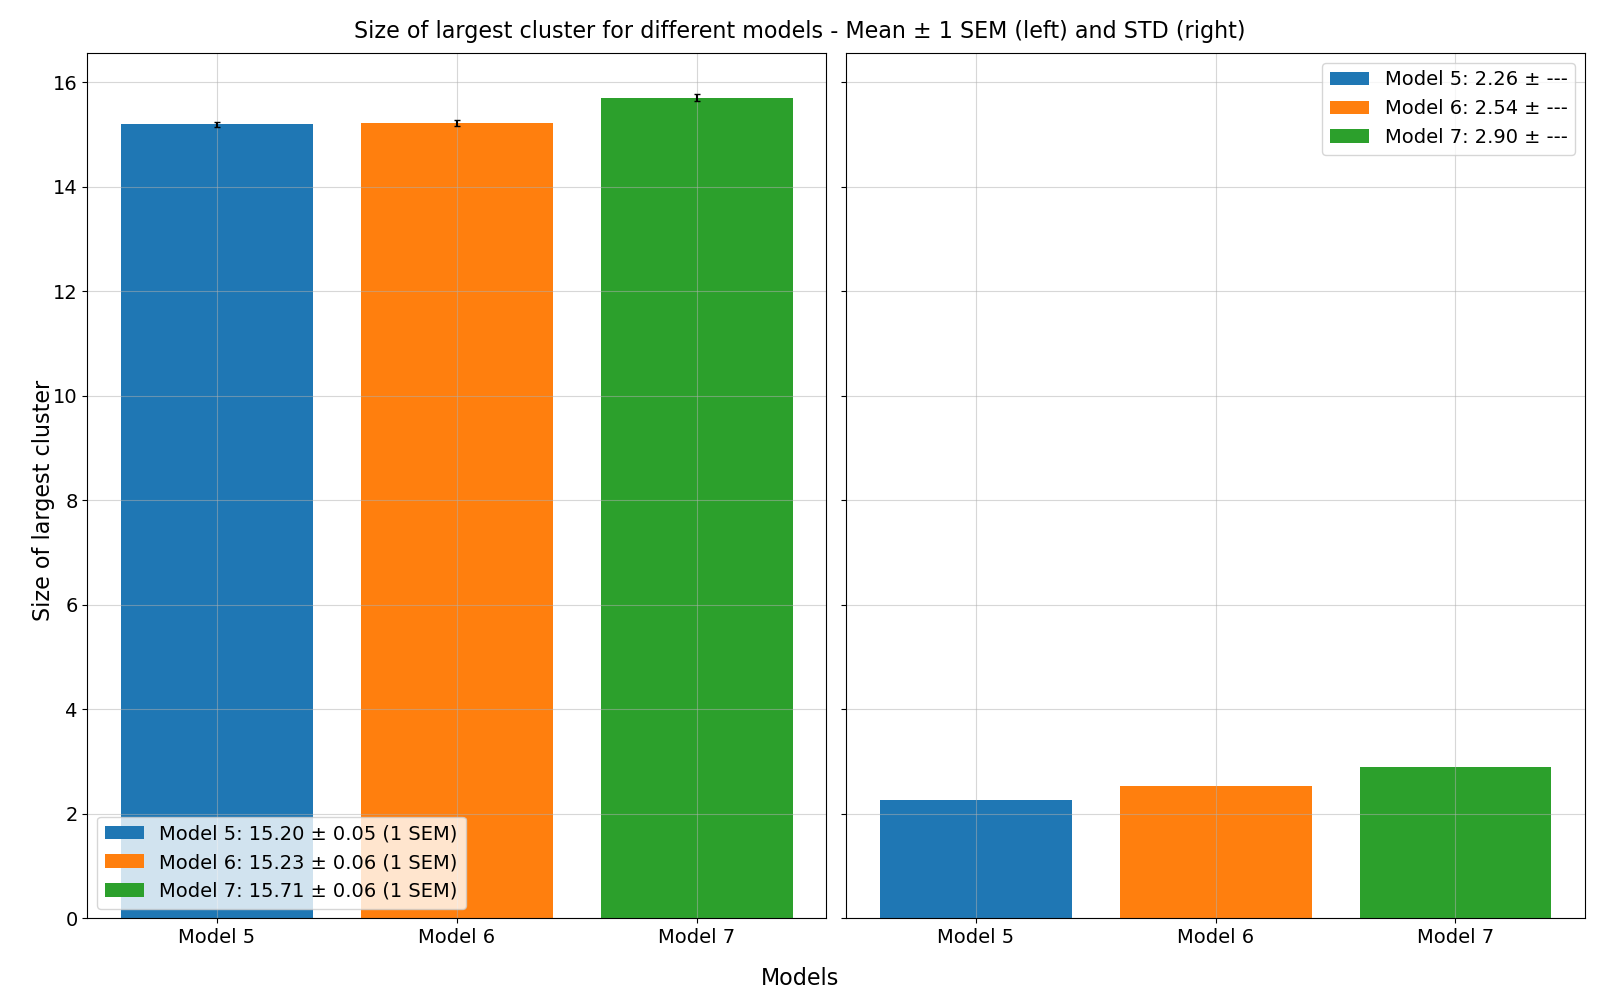 Size of largest cluster for different models - Mean ± 1 SEM (left) and STD (right)
Size of largest cluster
16
14
12
10
8
6
4
2
0
Model 5: 15.20 ± 0.05 (1 SEM)
Model 6: 15.23 ± 0.06 (1 SEM)
Model 7: 15.71 ± 0.06 (1 SEM)
Model 5
Model 6
Model 7
Model 5: 2.26 ± ---
Model 6: 2.54 ± ---
Model 7: 2.90 ± ---
Model 5
Model 6
Model 7
Models